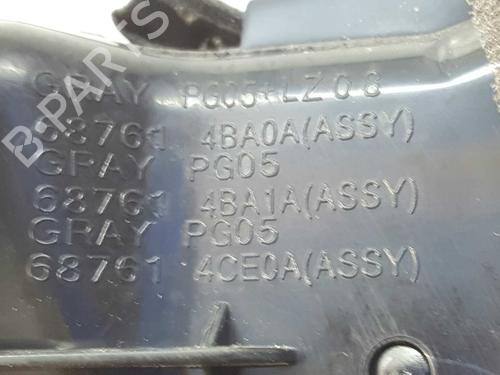 GRAY PG05+LZ08
68761 4BA0A(ASSY)
GRAY PG05
68761 4BA1A(ASSY)
GRAY PG05
68761 4CE0A(ASSY)